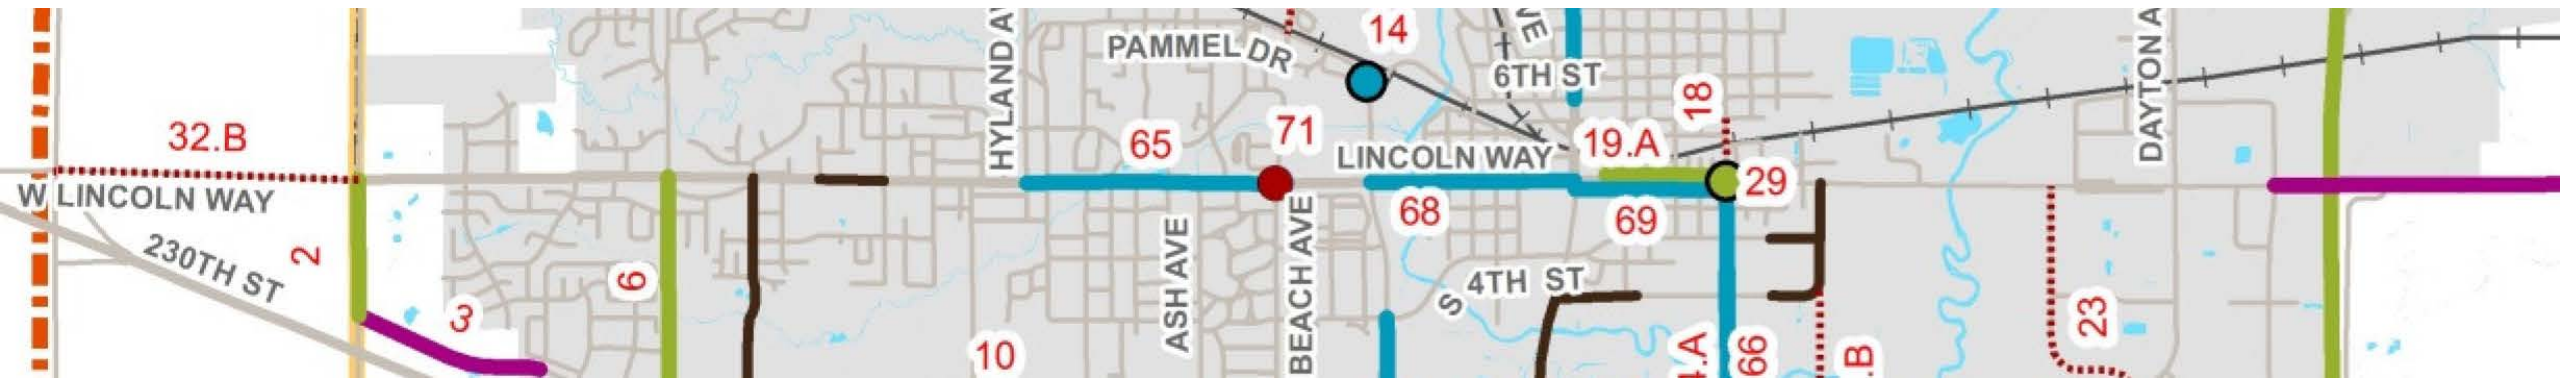 HYLAND AV
PAMMEL DR
14
6TH ST
18
DAYTON A
32.B
65
71
LINCOLN WAY
19.A
29
W LINCOLN WAY
68
69
2
230TH ST
3
6
10
ASH AVE
BEACH AVE
S 4TH ST
66
.B
23